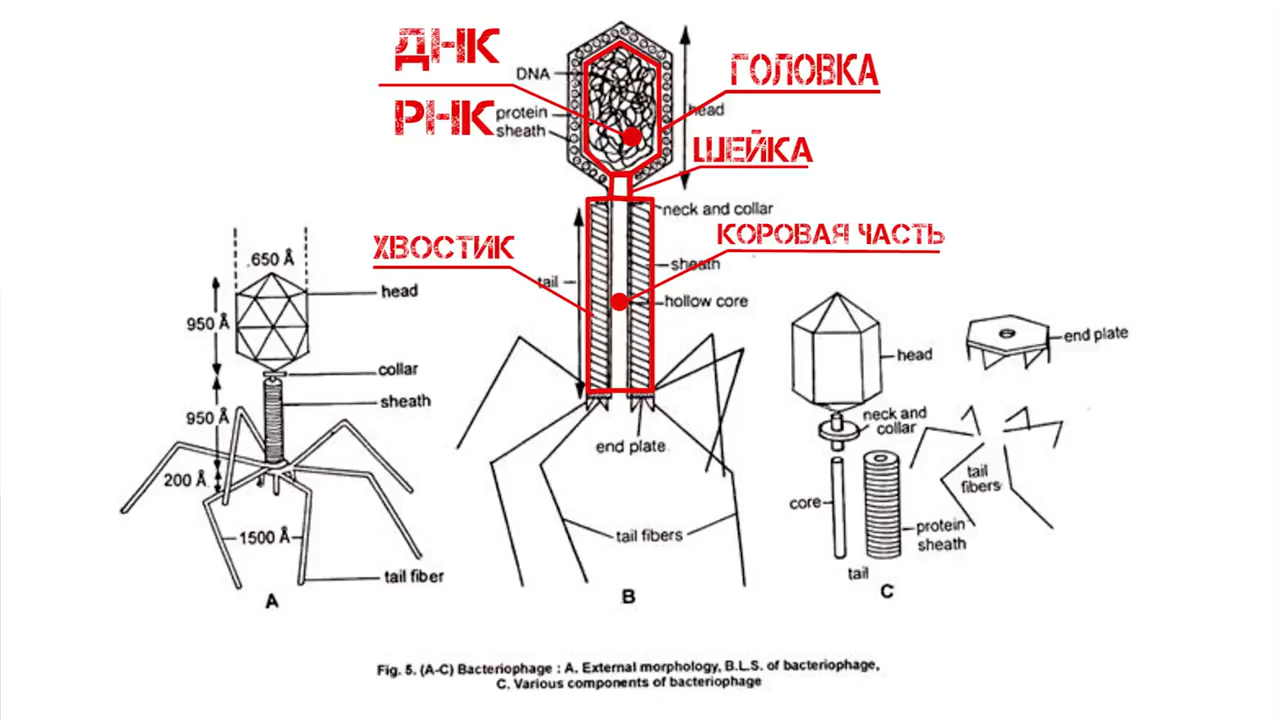 ДНК
ГОЛОВКА
DNA
РНК
protein
sheath
head
ШЕЙКА
neck and collar
ХВОСТИК
КОРОВАЯ ЧАСТЬ
sheath
tail
hollow core
end plate
tail fibers
B
650 Å
head
950 Å
collar
sheath
950 Å
200 Å
1500 Å
tail fiber
A
head
end plate
neck and
collar
tail
fibers
core
protein
sheath
tail
C
Fig. 5. (A-C) Bacteriophage : A. External morphology, B.L.S. of bacteriophage,
C. Various components of bacteriophage